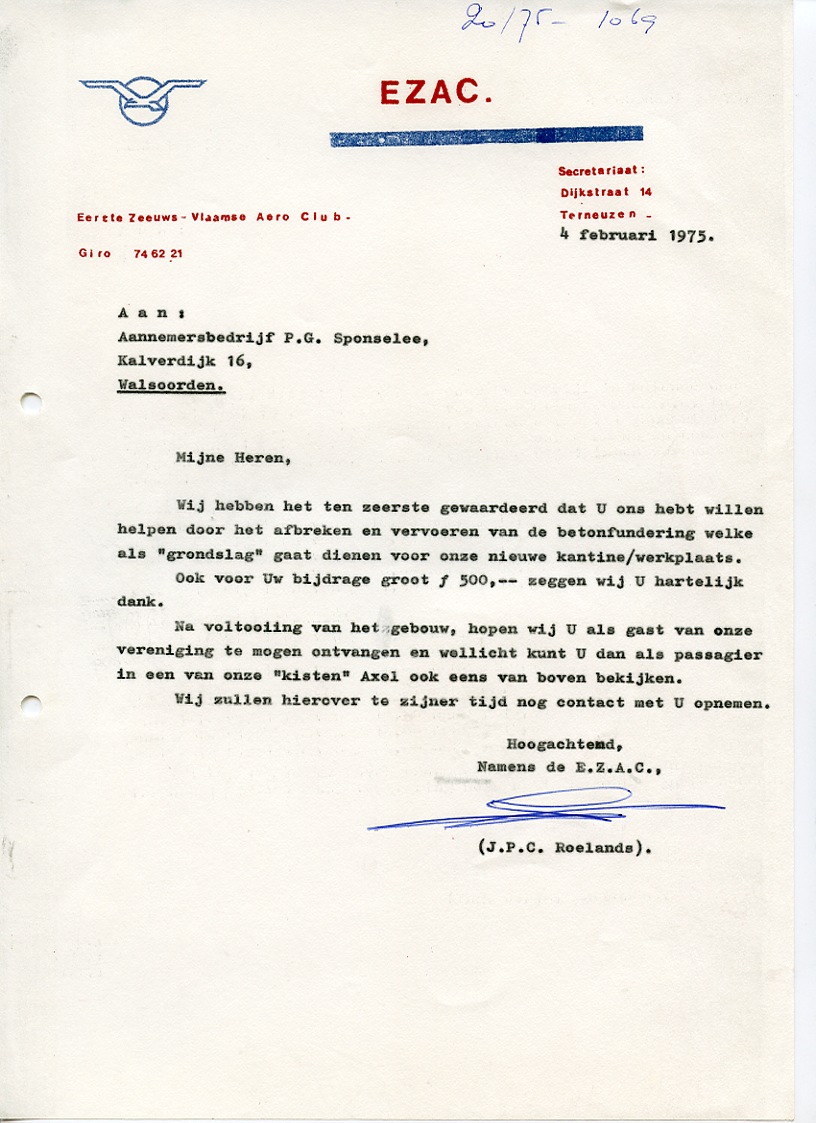 20/75- 1069
EZAC.
Secretariaat:
Dijkstraat 14
Terneuzen -
Eerste Zeeuws-Vlaamse Aero Club-
4 februari 1975.
Giro 74 62 21
A a n :
Aannemersbedrijf P.G. Sponselee,
Kalverdijk 16,
Walsoorden.
Mijne Heren,
Wij hebben het ten zeerste gewaardeerd dat U ons hebt willen
helpen door het afbreken en vervoeren van de betonfundering welke
als "grondslag" gaat dienen voor onze nieuwe kantine/werkplaats.
Ook voor Uw bijdrage groot ƒ 500,-- zeggen wij U hartelijk
dank.
Na voltooiing van het gebouw, hopen wij U als gast van onze
vereniging te mogen ontvangen en wellicht kunt U dan als passagier
in een van onze "kisten" Axel ook eens van boven bekijken.
Wij zullen hierover te zijner tijd nog contact met U opnemen.
Hoogachtend,
Namens de E.Z.A.C.,
(J.P.C. Roelands).